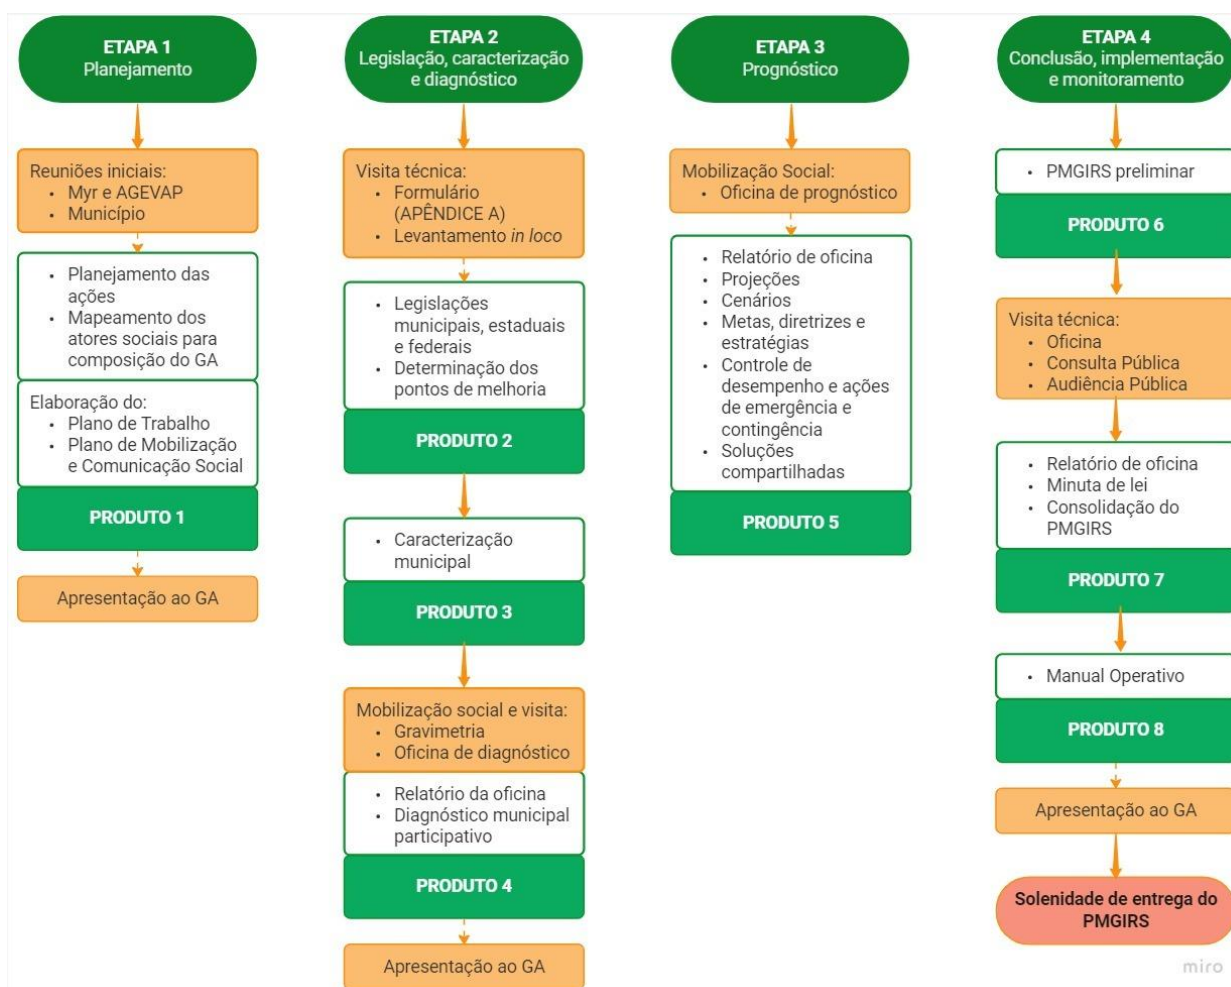 ETAPA 1
Planejamento
Reuniões iniciais:
• Myr e AGEVAP
• Município
• Planejamento das
ações
• Mapeamento dos
atores sociais para
composição do GA
Elaboração do:
• Plano de Trabalho
• Plano de Mobilização
e Comunicação Social
PRODUTO 1
Apresentação ao GA
ETAPA 2
Legislação, caracterização
e diagnóstico
Visita técnica:
• Formulário
(APÊNDICE A)
• Levantamento in loco
• Legislações
municipais, estaduais
e federais
• Determinação dos
pontos de melhoria
PRODUTO 2
• Caracterização
municipal
PRODUTO 3
Mobilização social e visita:
• Gravimetria
• Oficina de diagnóstico
• Relatório da oficina
• Diagnóstico municipal
participativo
PRODUTO 4
Apresentação ao GA
ETAPA 3
Prognóstico
Mobilização Social:
• Oficina de prognóstico
• Relatório de oficina
• Projeções
• Cenários
• Metas, diretrizes e
estratégias
• Controle de
desempenho e ações
de emergência e
contingência
• Soluções
compartilhadas
PRODUTO 5
ETAPA 4
Conclusão, implementação
e monitoramento
• PMGIRS preliminar
PRODUTO 6
Visita técnica:
• Oficina
• Consulta Pública
• Audiência Pública
• Relatório de oficina
• Minuta de lei
• Consolidação do
PMGIRS
PRODUTO 7
• Manual Operativo
PRODUTO 8
Apresentação ao GA
Solenidade de entrega do
PMGIRS
miro